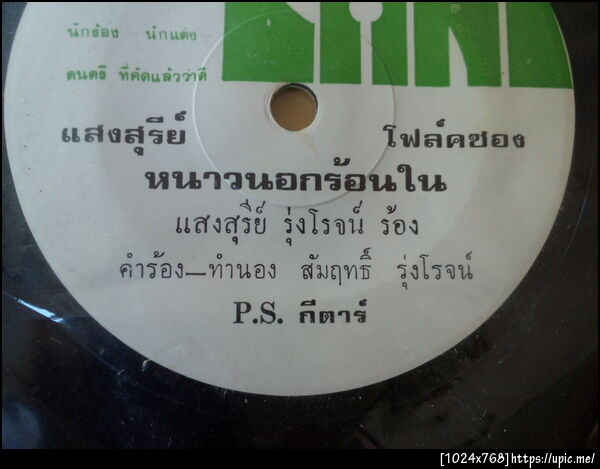 นักร้อง - นักแต่ง
ดนตรี ที่คัดแล้วว่าดี
แสงสุรีย์ โฟล์คซอง
หนาวนอกร้อนใน
แสงสุรีย์ รุ่งโรจน์ ร้อง
คำร้อง—ทำนอง สัมฤทธิ์ รุ่งโรจน์
P.S. กีตาร์
[1024x768]https://upic.me/